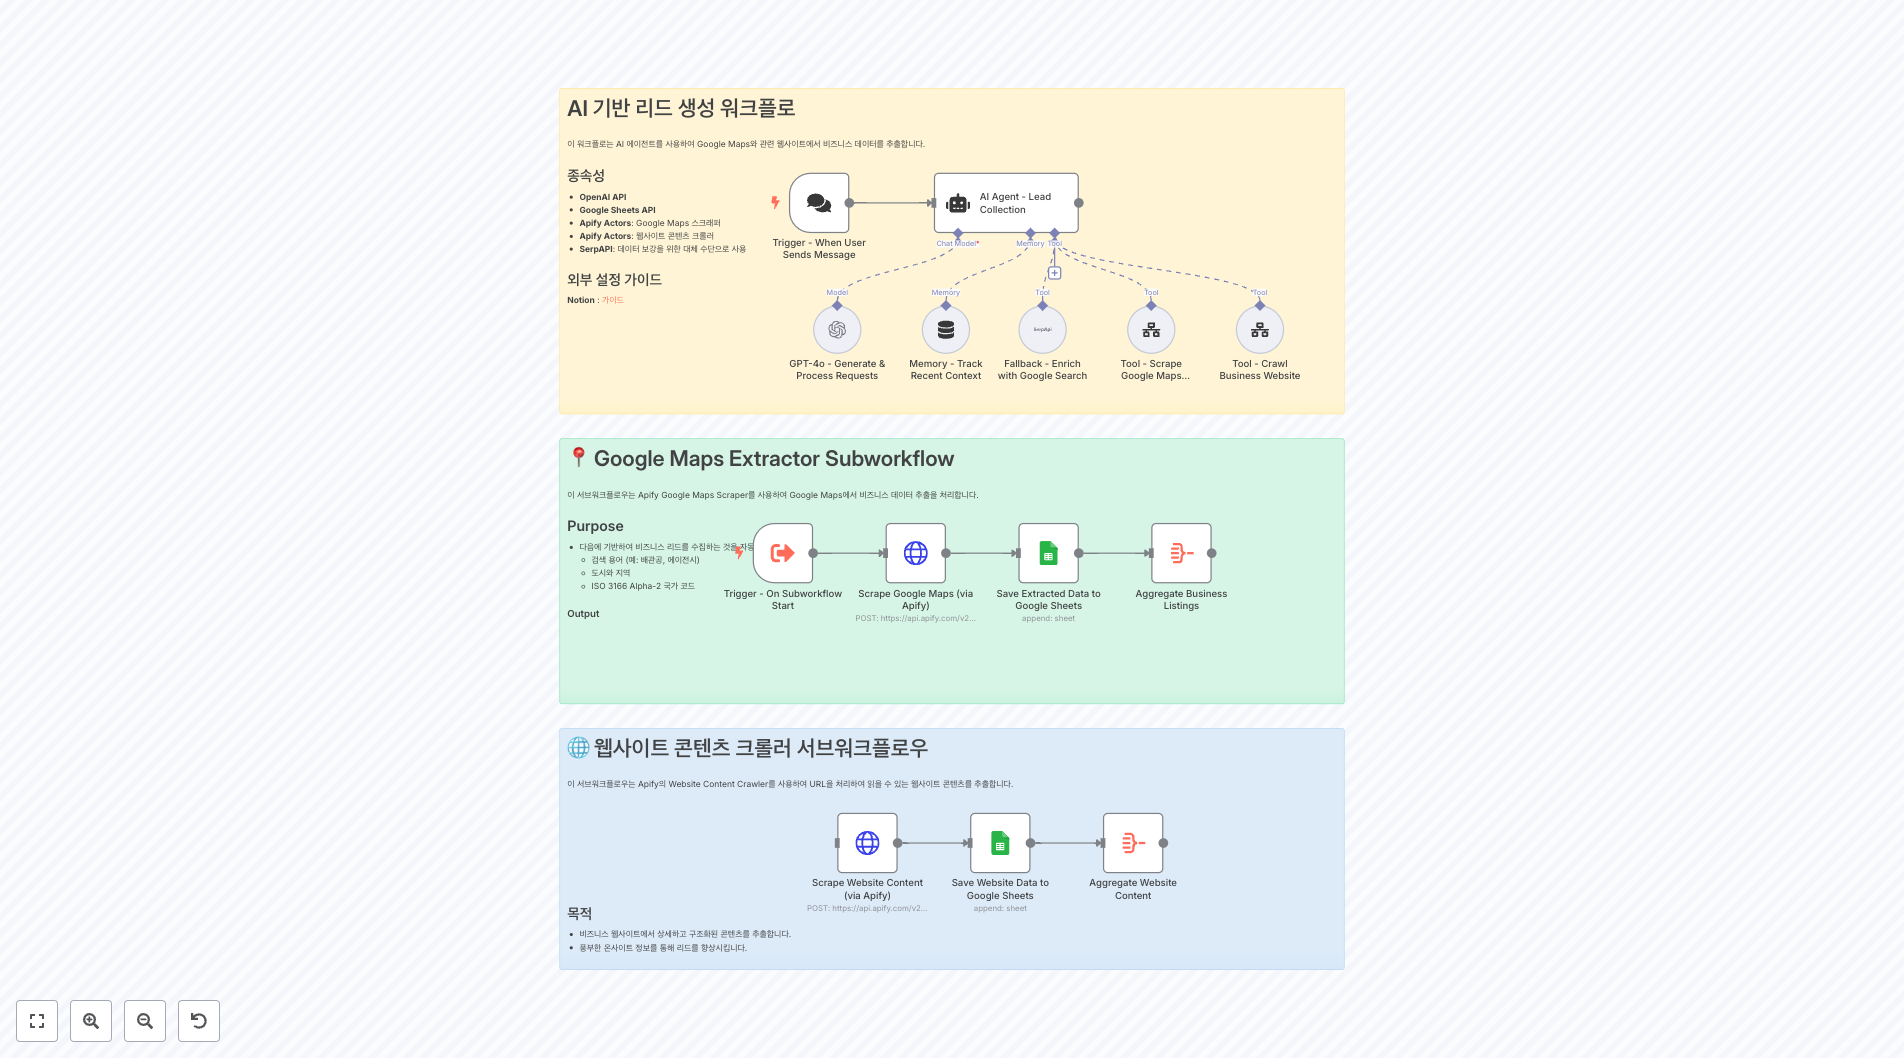 AI 기반 리드 생성 워크플로
이 워크플로는 AI 에이전트를 사용하여 Google Maps와 관련 웹사이트에서 비즈니스 데이터를 추출합니다.
종속성
OpenAI API
Google Sheets API
Apify Actors: Google Maps 스크래퍼
Apify Actors: 웹사이트 콘텐츠 크롤러
SerpAPI: 데이터 보강을 위한 대체 수단으로 사용
외부 설정 가이드
Notion : 가이드
Trigger - When User
Sends Message
AI Agent - Lead
Collection
Chat Model*
Memory
Tool
Model
Memory
Tool
Tool
Tool
SerpApi
GPT-4o - Generate &
Process Requests
Memory - Track
Recent Context
Fallback - Enrich
with Google Search
Tool - Scrape
Google Maps...
Tool - Crawl
Business Website
Google Maps Extractor Subworkflow
이 서브워크플로우는 Apify Google Maps Scraper를 사용하여 Google Maps에서 비즈니스 데이터 추출을 처리합니다.
Purpose
다음에 기반하여 비즈니스 리드를 수집하는 것을 자동
검색 용어 (예: 배관공, 에이전시)
도시와 지역
ISO 3166 Alpha-2 국가 코드
Output
Trigger - On Subworkflow
Start
Scrape Google Maps (via
Apify)
POST: https://api.apify.com/v2...
Save Extracted Data to
Google Sheets
append: sheet
Aggregate Business
Listings
웹사이트 콘텐츠 크롤러 서브워크플로우
이 서브워크플로우는 Apify의 Website Content Crawler를 사용하여 URL을 처리하여 읽을 수 있는 웹사이트 콘텐츠를 추출합니다.
Scrape Website Content
(via Apify)
POST: https://api.apify.com/v2...
Save Website Data to
Google Sheets
append: sheet
Aggregate Website
Content
목적
비즈니스 웹사이트에서 상세하고 구조화된 콘텐츠를 추출합니다.
풍부한 온사이트 정보를 통해 리드를 향상시킵니다.